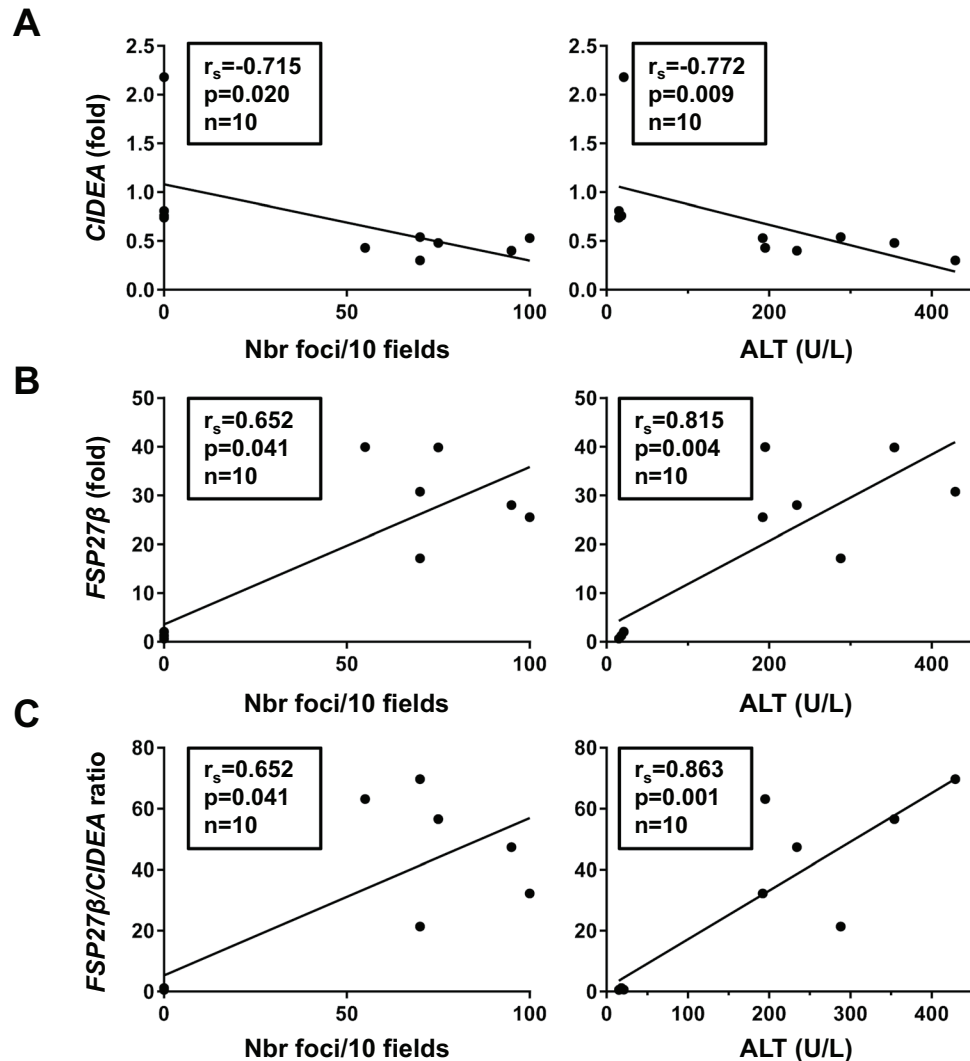 A
CIDEA (fold)
2.5
2.0
1.5
1.0
0.5
0.0
rs=-0.715
p=0.020
n=10
0
50
100
Nbr foci/10 fields
2.5
2.0
1.5
1.0
0.5
0.0
rs=-0.772
p=0.009
n=10
0
200
400
ALT (U/L)
B
FSP27β (fold)
50
40
30
20
10
0
rs=0.652
p=0.041
n=10
0
50
100
Nbr foci/10 fields
50
40
30
20
10
0
rs=0.815
p=0.004
n=10
0
200
400
ALT (U/L)
C
FSP27β/CIDEA ratio
80
60
40
20
0
rs=0.652
p=0.041
n=10
0
50
100
Nbr foci/10 fields
80
60
40
20
0
rs=0.863
p=0.001
n=10
0
100
200
300
400
ALT (U/L)